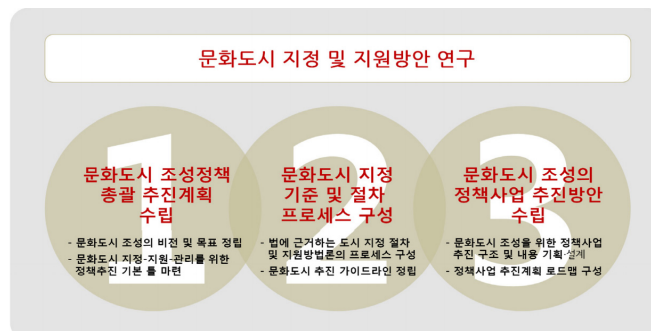 문화도시 지정 및 지원방안 연구
1
문화도시 조성정책
총괄 추진계획
수립
- 문화도시 조성의 비전 및 목표 정립
- 문화도시 지정-지원-관리를 위한
정책추진 기본 틀 마련
2
문화도시 지정
기준 및 절차
프로세스 구성
- 법에 근거하는 도시 지정 절차
및 지원방법론의 프로세스 구성
- 문화도시 추진 가이드라인 정립
3
문화도시 조성의
정책사업 추진방안
수립
- 문화도시 조성을 위한 정책사업
추진 구조 및 내용 기획·설계
- 정책사업 추진계획 로드맵 구성